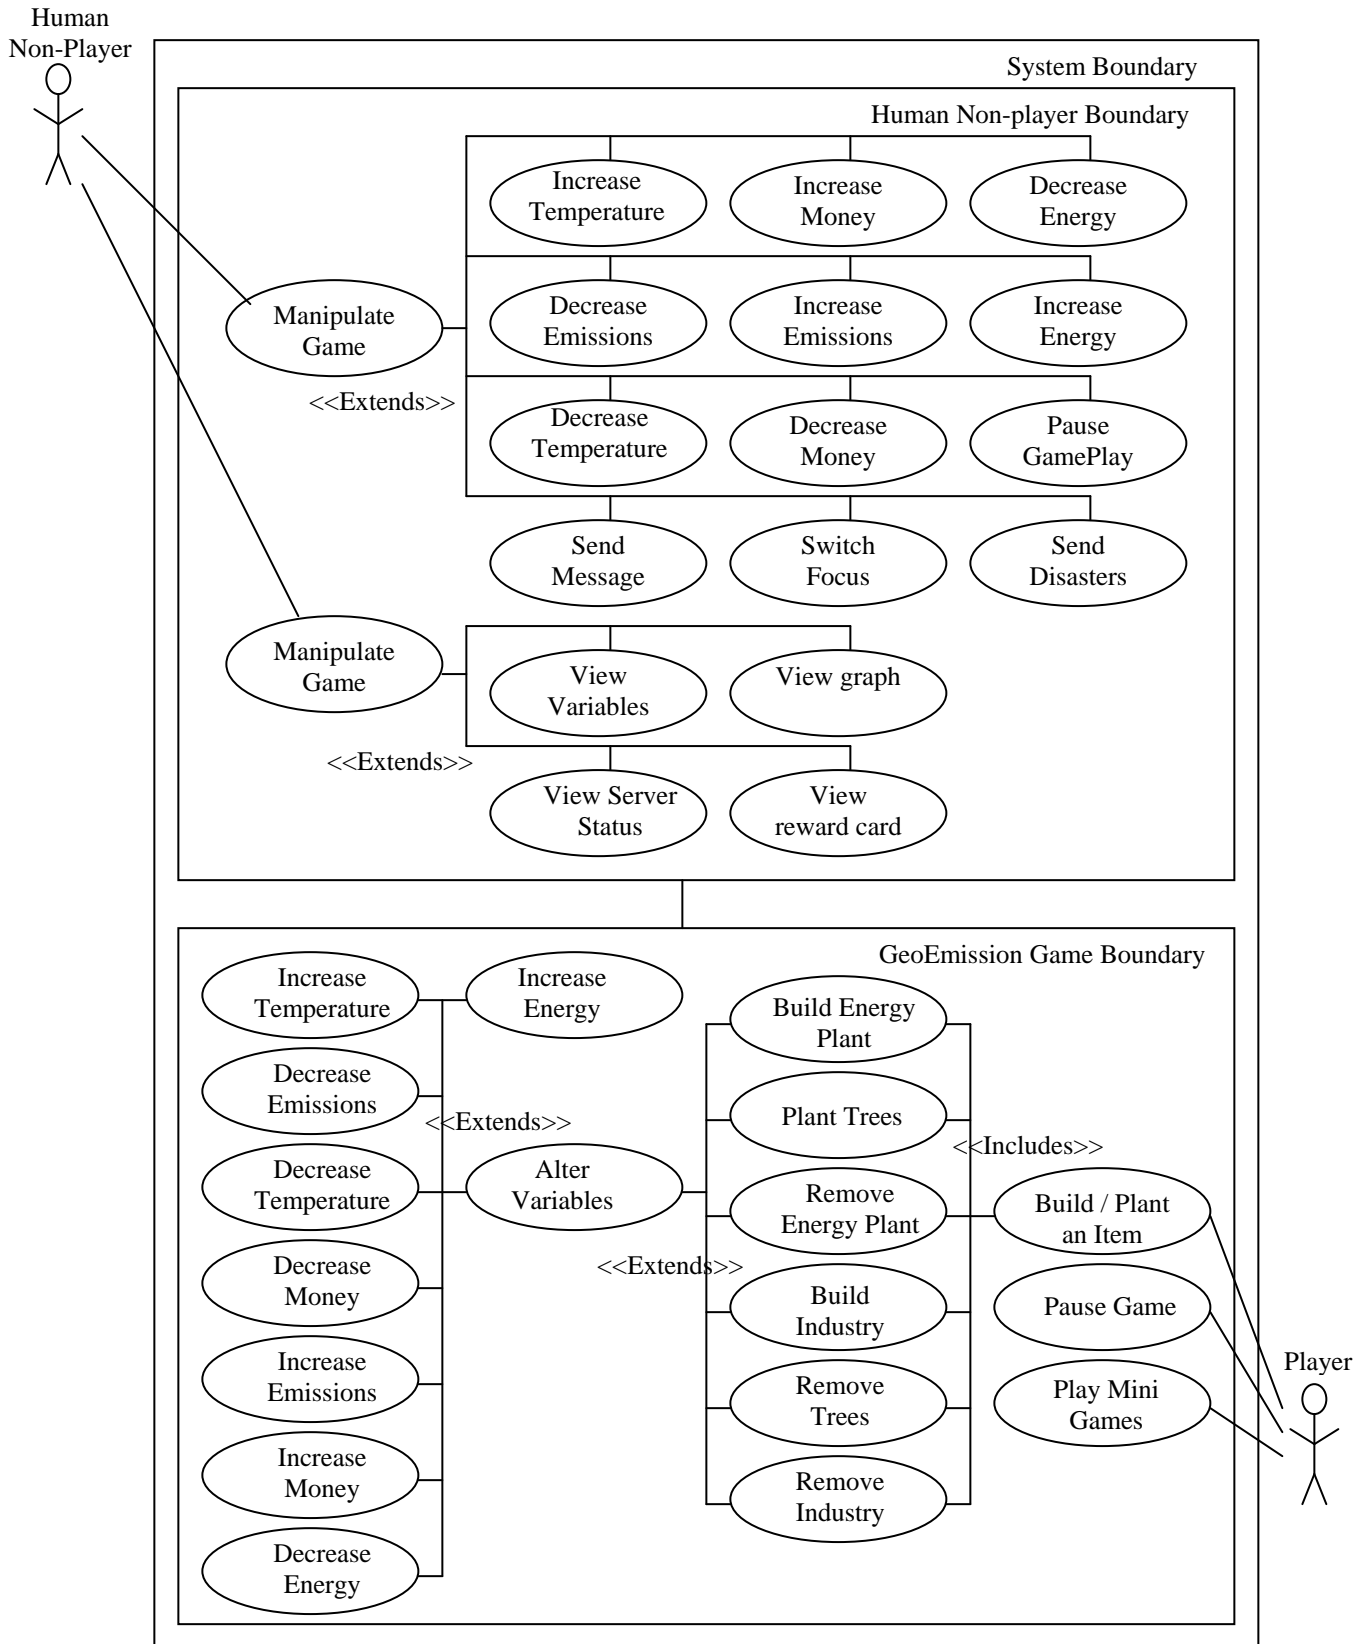 Human
Non-Player
System Boundary
Human Non-player Boundary
Increase
Temperature
Increase
Money
Decrease
Energy
Manipulate
Game
Decrease
Emissions
Increase
Emissions
Increase
Energy
<<Extends>>
Decrease
Temperature
Decrease
Money
Pause
GamePlay
Send
Message
Switch
Focus
Send
Disasters
Manipulate
Game
View
Variables
View graph
<<Extends>>
View Server
Status
View
reward card
GeoEmission Game Boundary
Increase
Temperature
Increase
Energy
Build Energy
Plant
Decrease
Emissions
<<Extends>>
Plant Trees
<<Includes>>
Decrease
Temperature
Alter
Variables
Remove
Energy Plant
Build / Plant
an Item
<<Extends>>
Decrease
Money
Build
Industry
Pause Game
Increase
Emissions
Remove
Trees
Play Mini
Games
Player
Increase
Money
Remove
Industry
Decrease
Energy